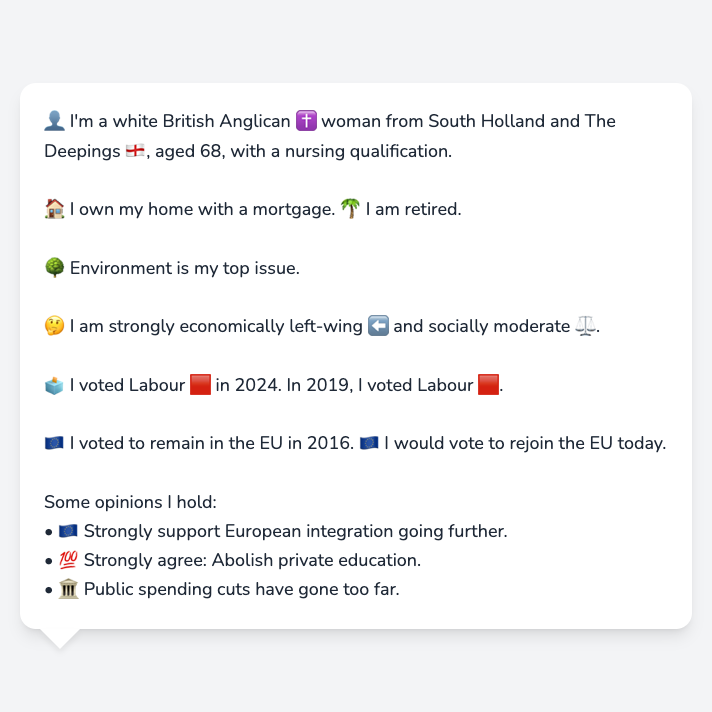 👤 I'm a white British Anglican ✝️ woman from South Holland and The
Deepings 🏴󠁧󠁢󠁥󠁮󠁧󠁿, aged 68, with a nursing qualification.
🏠 I own my home with a mortgage. 🌴 I am retired.
🌳 Environment is my top issue.
🤔 I am strongly economically left-wing ⬅️ and socially moderate ⚖️.
🗳️ I voted Labour 🟥 in 2024. In 2019, I voted Labour 🟥.
🇪🇺 I voted to remain in the EU in 2016. 🇪🇺 I would vote to rejoin the EU today.
Some opinions I hold:
• 🇪🇺 Strongly support European integration going further.
• 💯 Strongly agree: Abolish private education.
• 🏛️ Public spending cuts have gone too far.